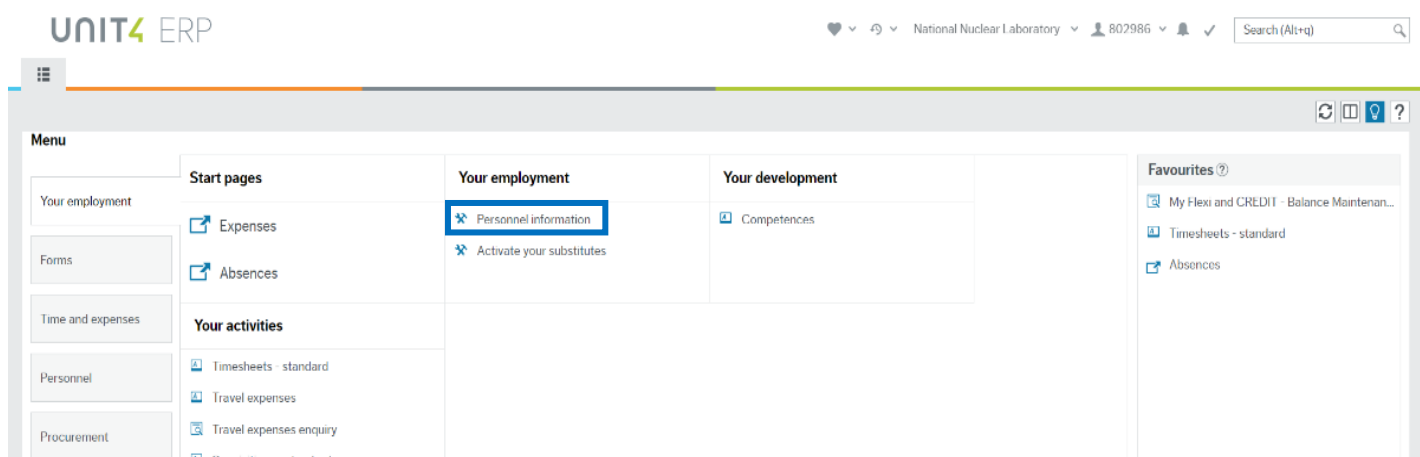 UNIT4 ERP
National Nuclear Laboratory
802986
Search (Alt+q)
?
Menu
Your employment
Forms
Time and expenses
Personnel
Procurement
Start pages
Expenses
Absences
Your activities
Timesheets - standard
Travel expenses
Travel expenses enquiry
Your employment
Personnel information
Activate your substitutes
Your development
Competences
Favourites ?
My Flexi and CREDIT - Balance Maintenan...
Timesheets - standard
Absences